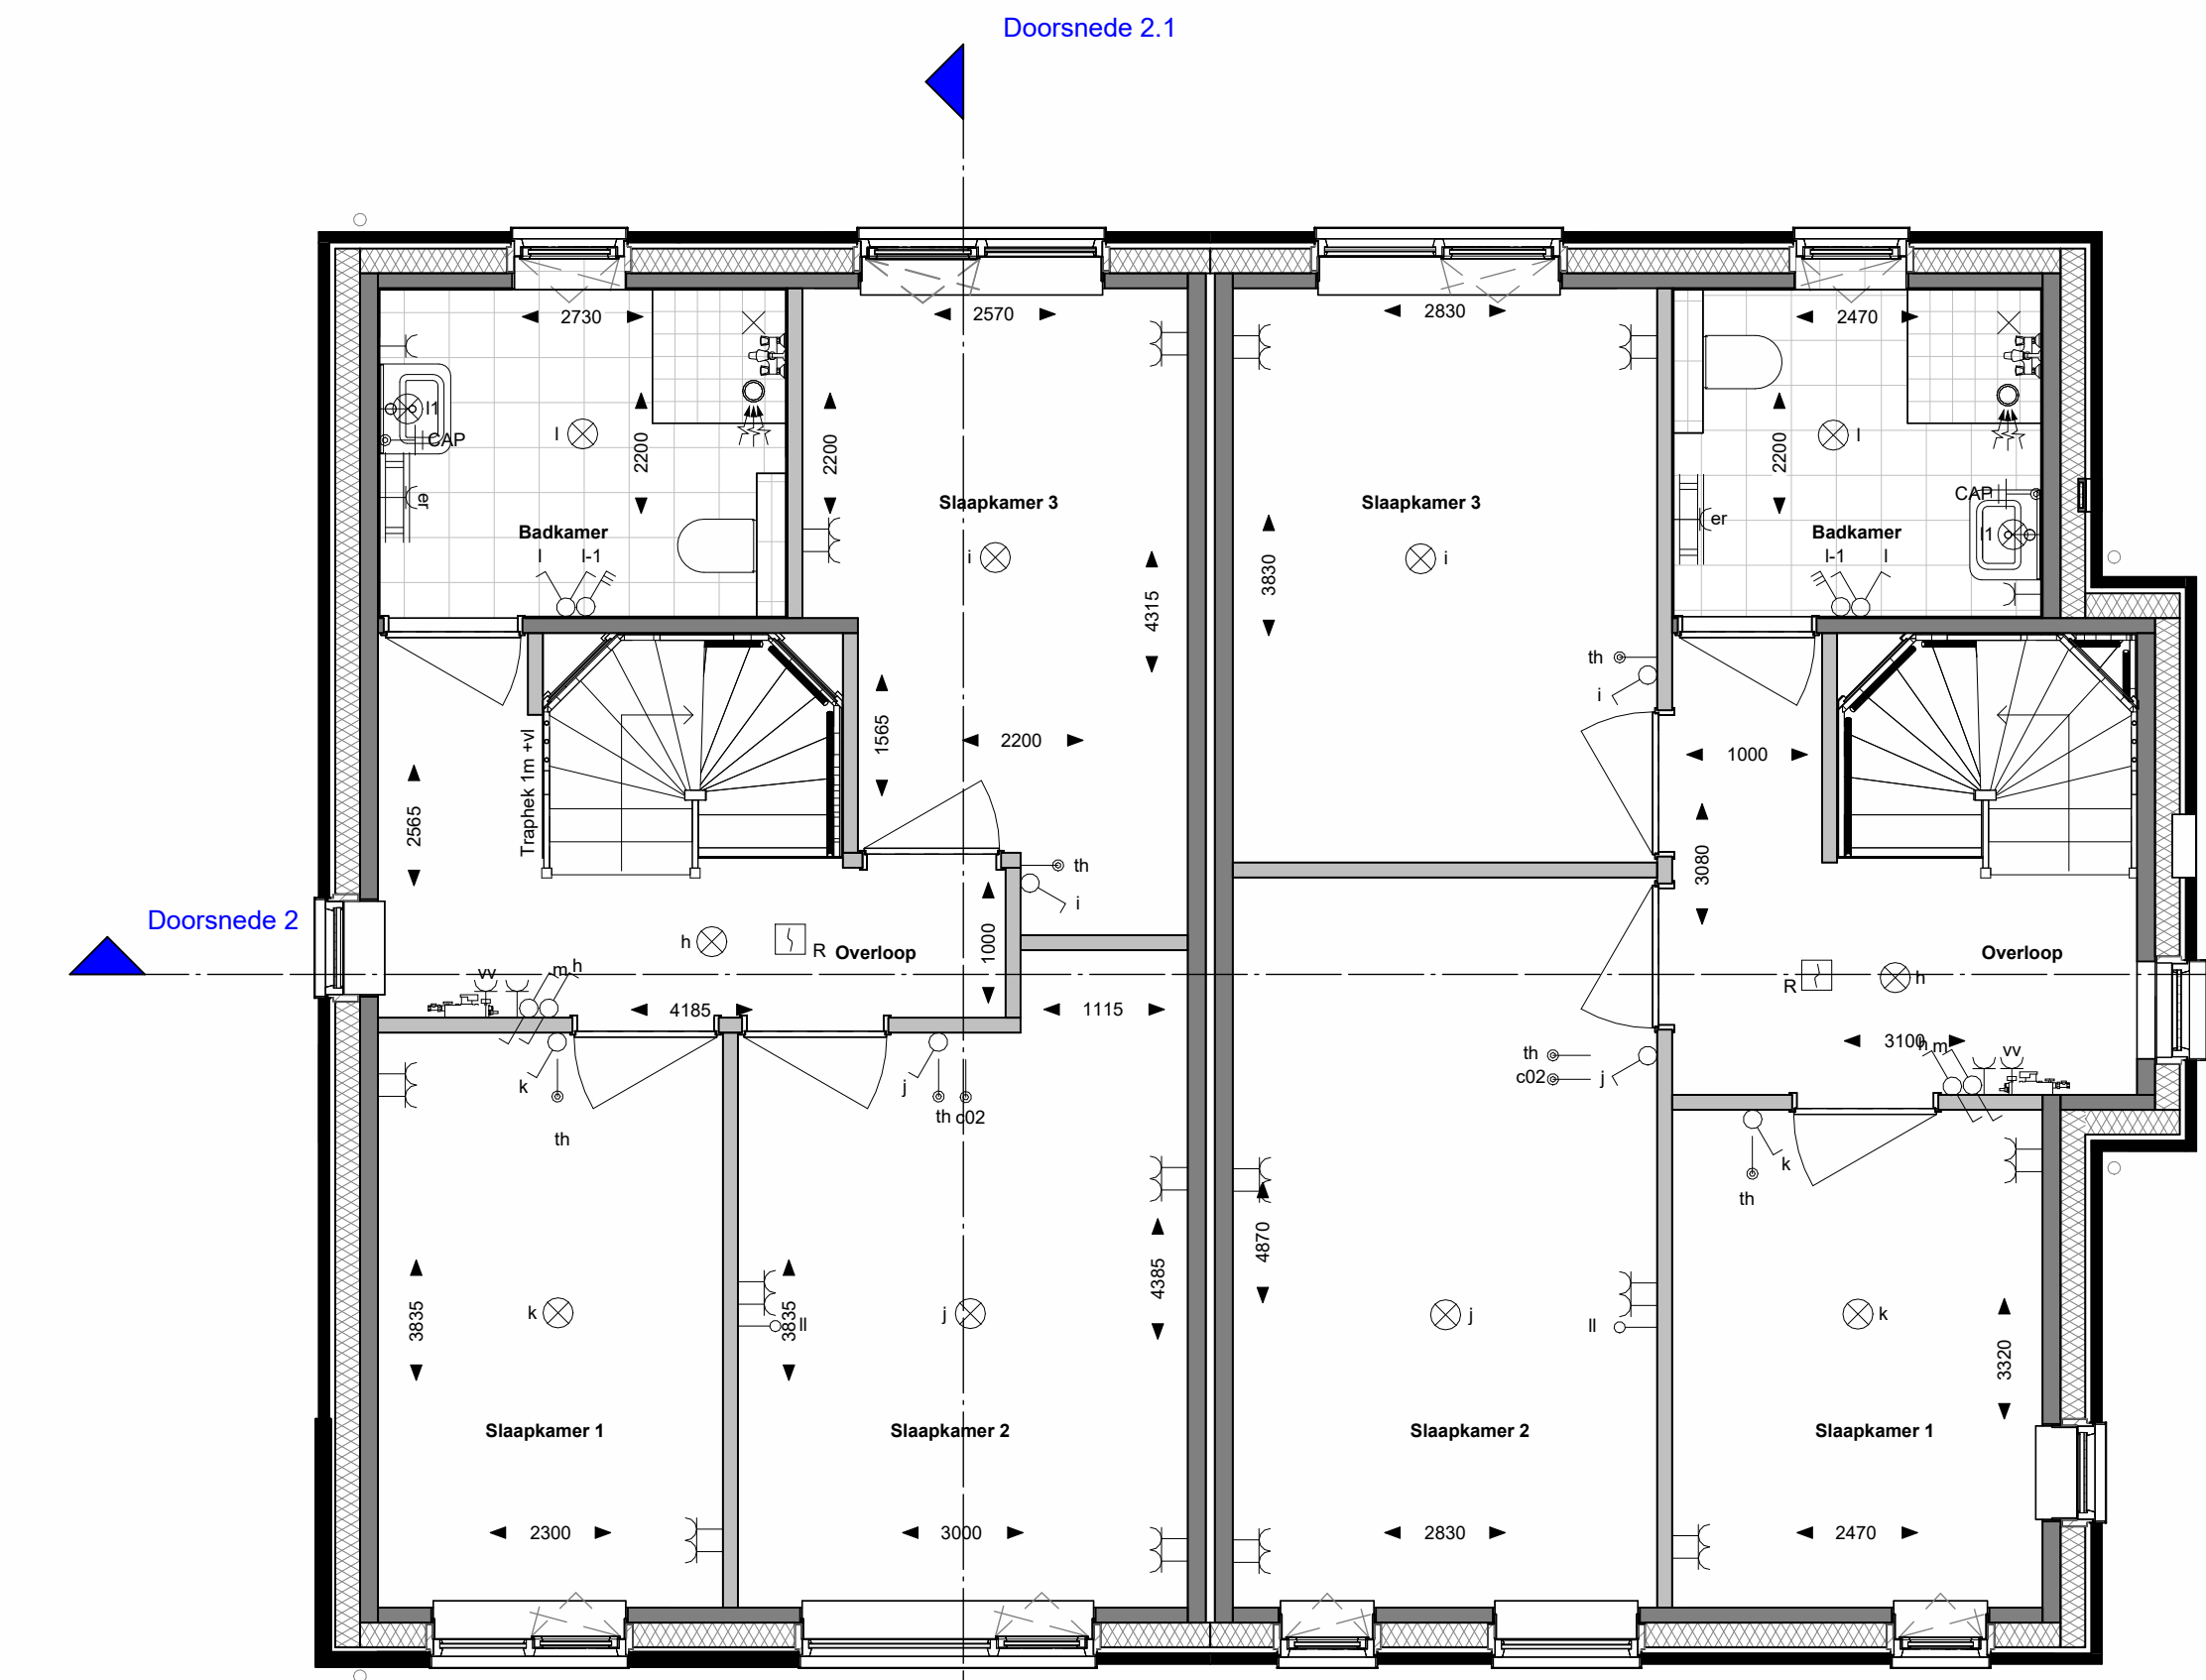 Doorsnede 2.1
2730
2570
2830
2470
l1
CAP
l
2200
2200
2200
l
er
Slaapkamer 3
Slaapkamer 3
CAP
er
Badkamer
Badkamer
l1
l
l-1
i
i
l-1
l
3830
4315
th
i
1565
2200
1000
Traphek 1m +vl
2565
3080
th
i
Doorsnede 2
h
R
Overloop
1000
Overloop
vv
m
h
R
h
4185
1115
3100
h
m
vv
k
j
th
c02
j
th
c02
th
k
th
4870
4385
3835
3835
k
ll
j
ll
j
k
3320
Slaapkamer 1
Slaapkamer 2
Slaapkamer 2
Slaapkamer 1
2300
3000
2830
2470